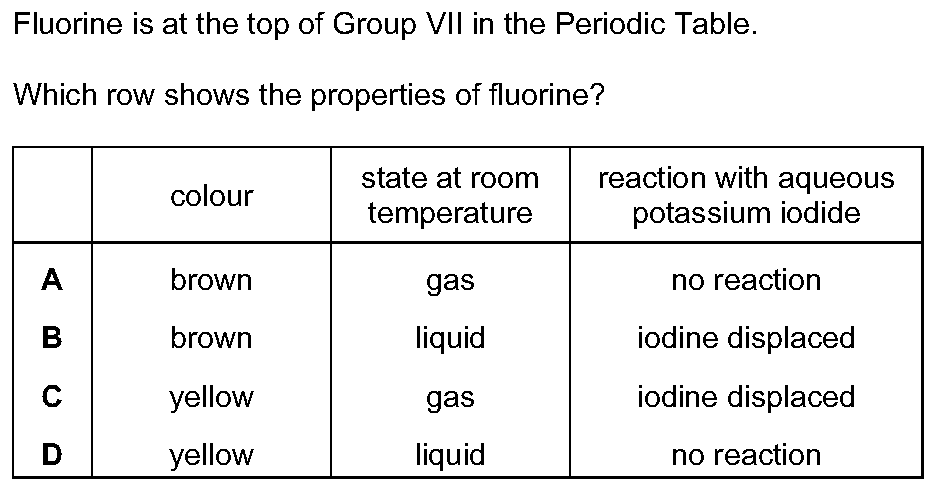 Fluorine is at the top of Group VII in the Periodic Table.
Which row shows the properties of fluorine?
colour
state at room
temperature
reaction with aqueous
potassium iodide
A brown gas no reaction
B brown liquid iodine displaced
C yellow gas iodine displaced
D yellow liquid no reaction